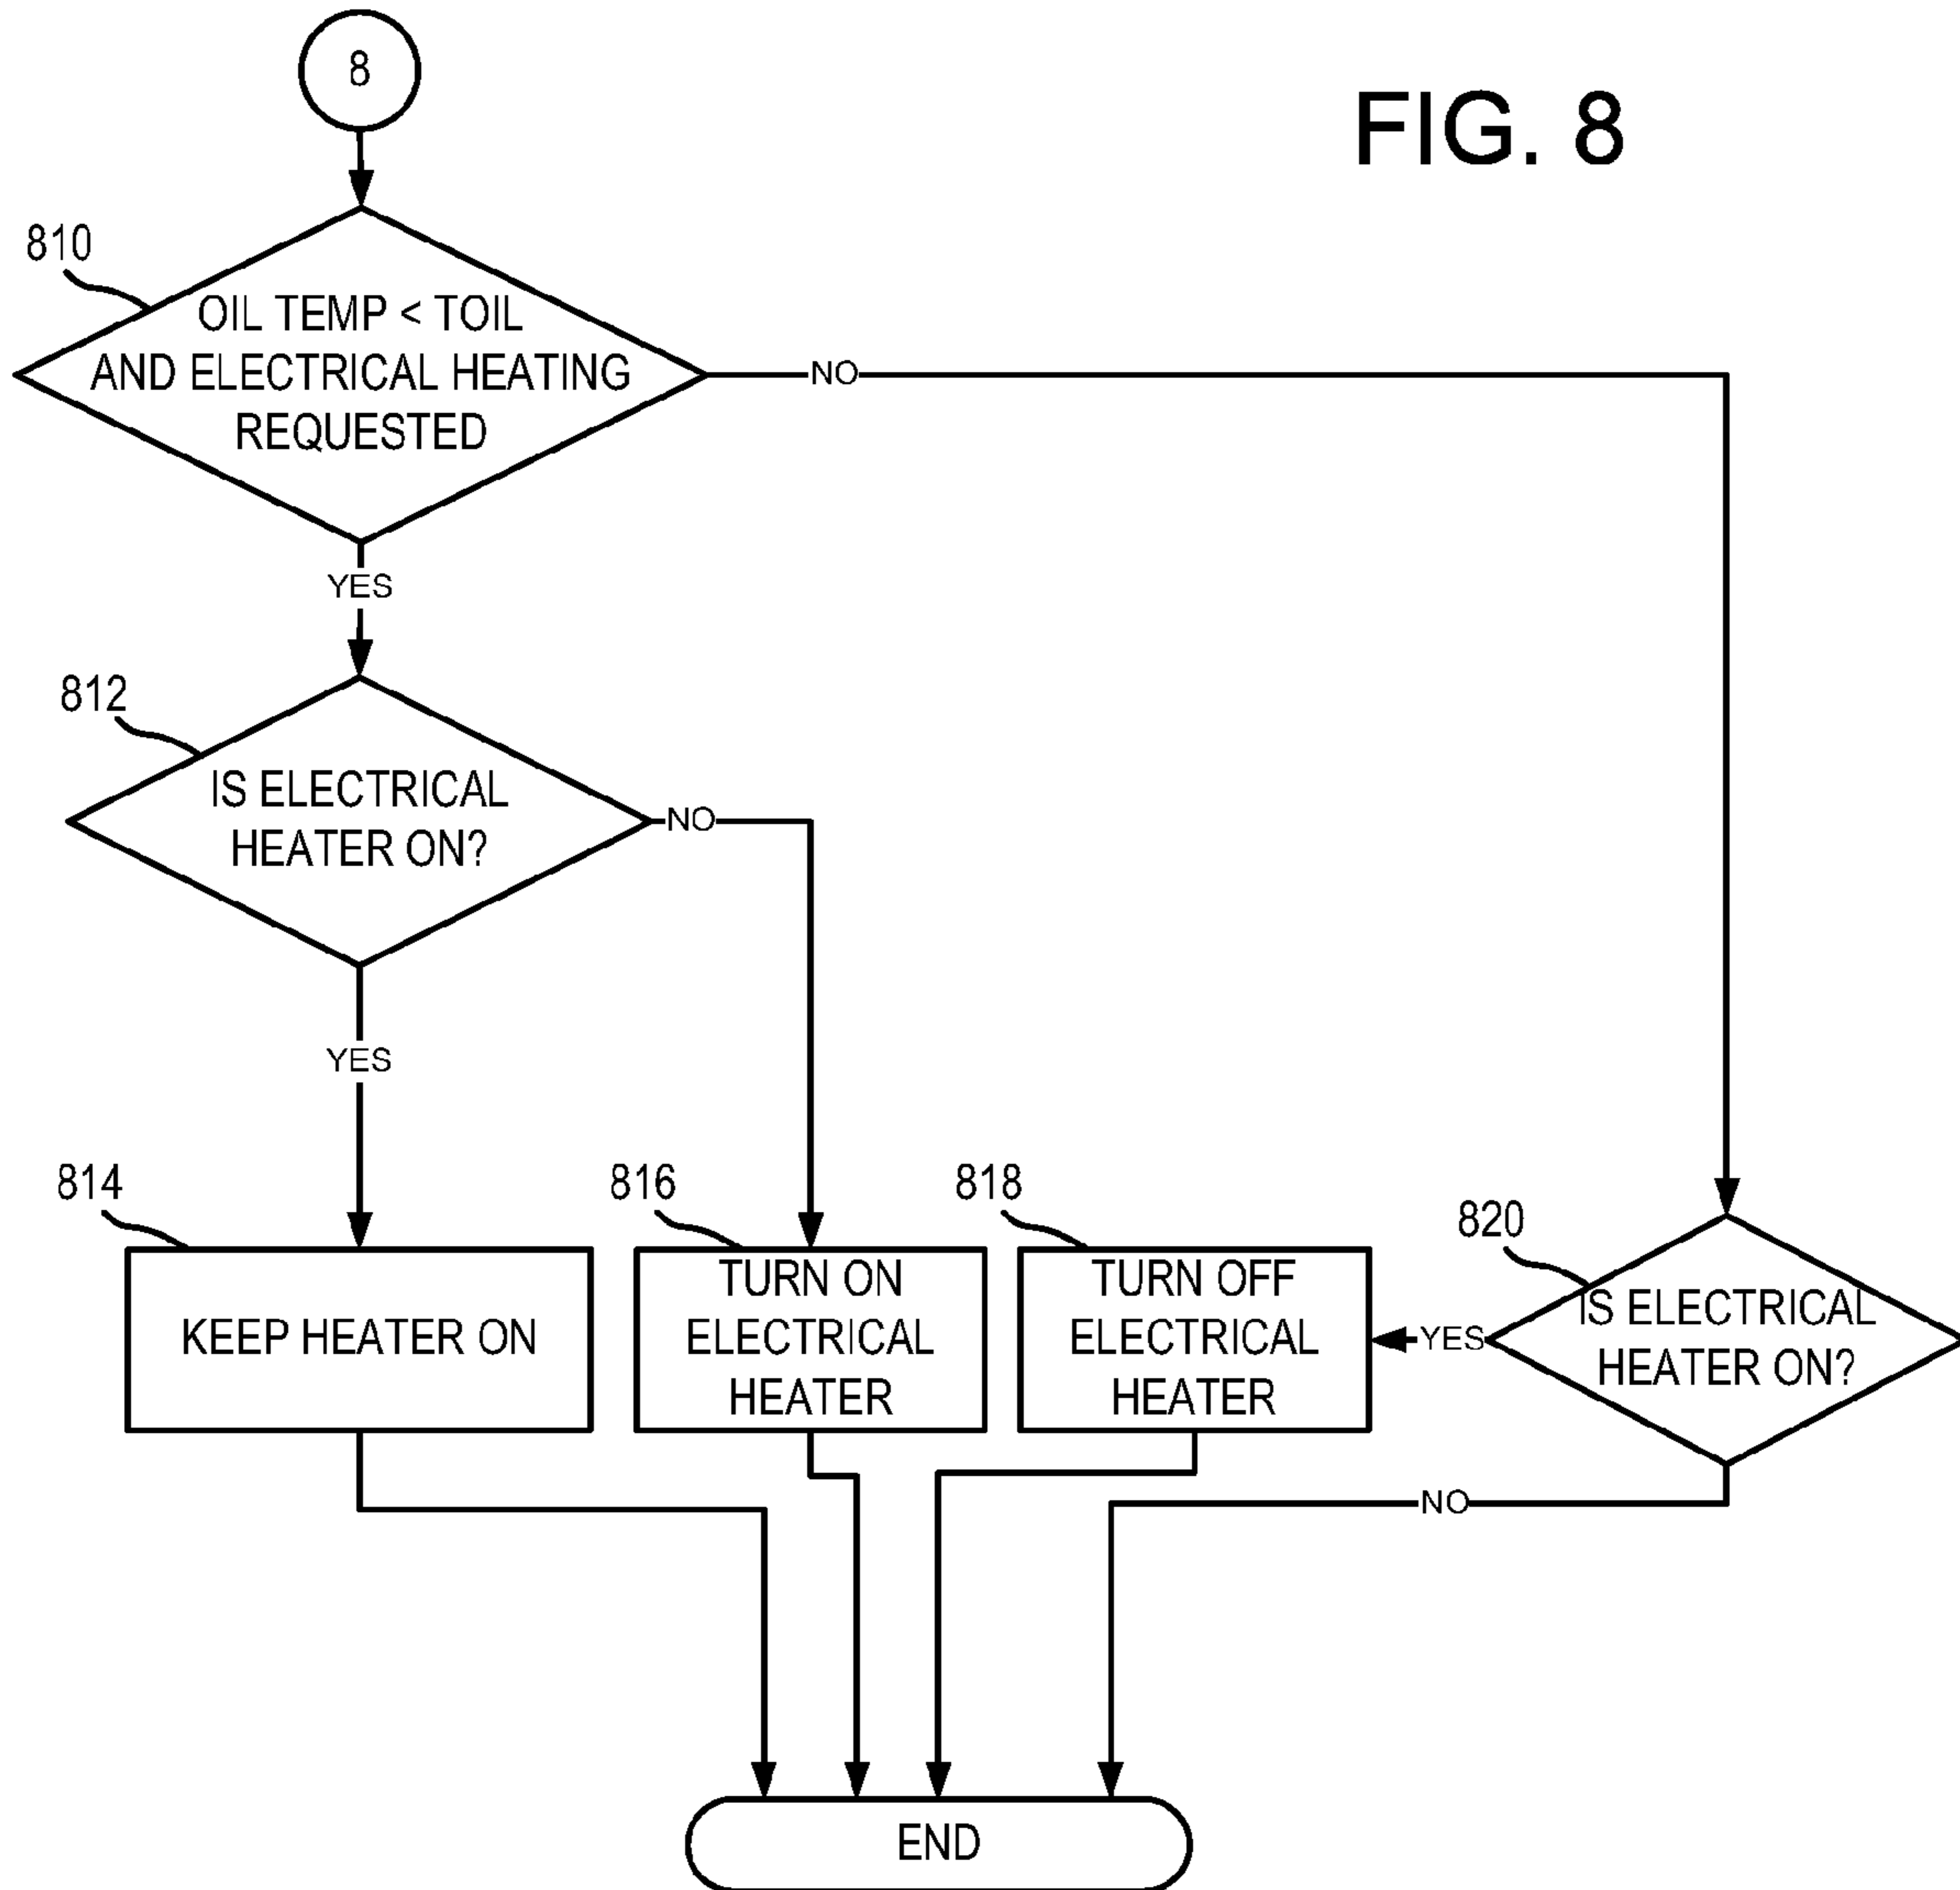 8
FIG. 8
810
OIL TEMP < TOIL
AND ELECTRICAL HEATING
REQUESTED
NO
YES
812
IS ELECTRICAL
HEATER ON?
NO
YES
814
KEEP HEATER ON
816
TURN ON
ELECTRICAL
HEATER
818
TURN OFF
ELECTRICAL
HEATER
820
IS ELECTRICAL
HEATER ON?
YES
NO
END